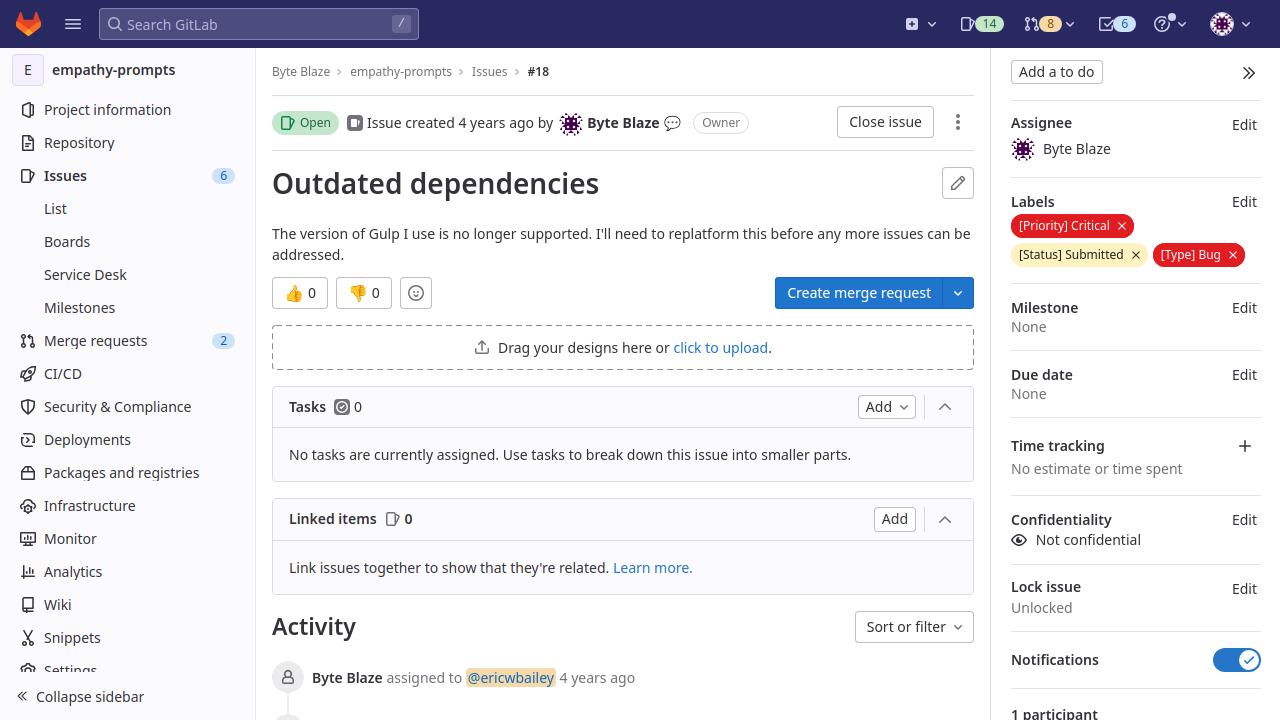 Search GitLab
/
14
8
6
E
empathy-prompts
Project information
Repository
Issues
6
List
Boards
Service Desk
Milestones
Merge requests
2
CI/CD
Security & Compliance
Deployments
Packages and registries
Infrastructure
Monitor
Analytics
Wiki
Snippets
Settings
Collapse sidebar
Byte Blaze
empathy-prompts
Issues
#18
Open
Issue created 4 years ago by Byte Blaze 💬
Owner
Close issue
Outdated dependencies
The version of Gulp I use is no longer supported. I'll need to replatform this before any more issues can be
addressed.
👍 0
👎 0
Create merge request
Drag your designs here or click to upload.
Tasks
0
Add
No tasks are currently assigned. Use tasks to break down this issue into smaller parts.
Linked items
0
Add
Link issues together to show that they're related. Learn more.
Activity
Sort or filter
Byte Blaze assigned to @ericwbailey 4 years ago
Add a to do
Assignee
Edit
Byte Blaze
Labels
Edit
[Priority] Critical
[Status] Submitted
[Type] Bug
Milestone
Edit
None
Due date
Edit
None
Time tracking
No estimate or time spent
Confidentiality
Edit
Not confidential
Lock issue
Edit
Unlocked
Notifications
1 participant